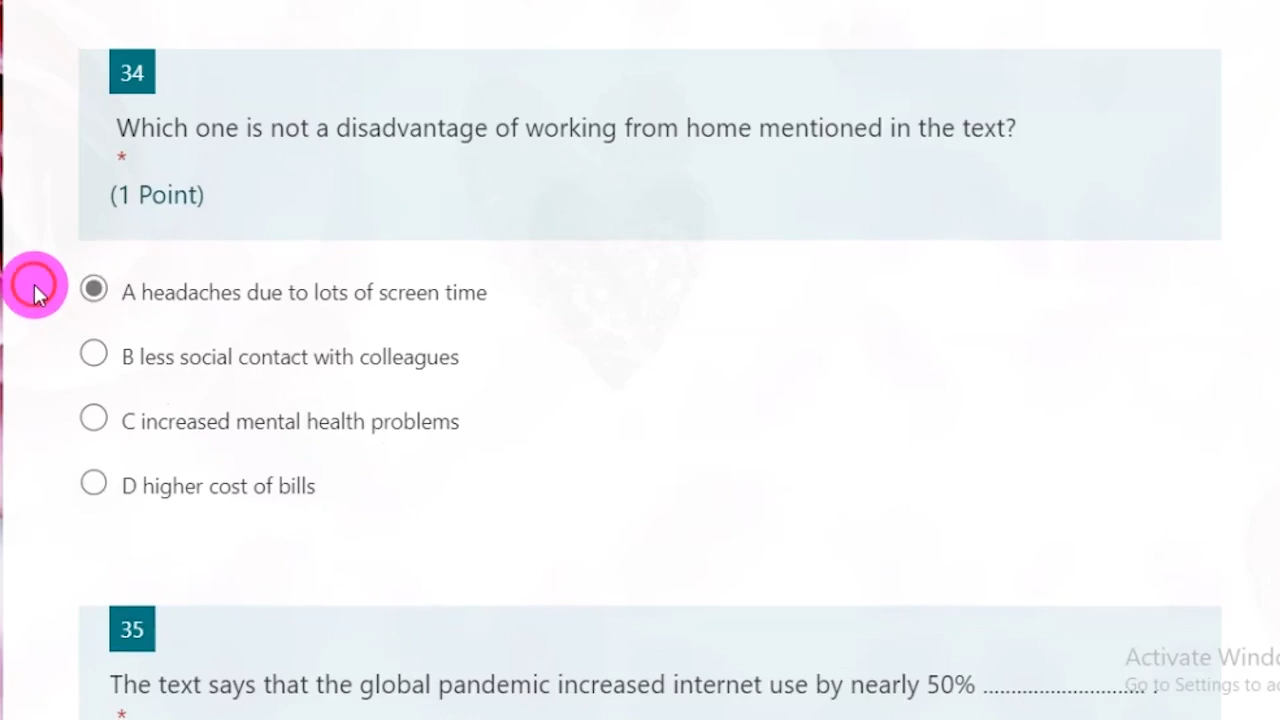 34
Which one is not a disadvantage of working from home mentioned in the text?
*
(1 Point)
A headaches due to lots of screen time
B less social contact with colleagues
C increased mental health problems
D higher cost of bills
35
Activate Windo
The text says that the global pandemic increased internet use by nearly 50% ............................ .
Go to Settings to ac
*